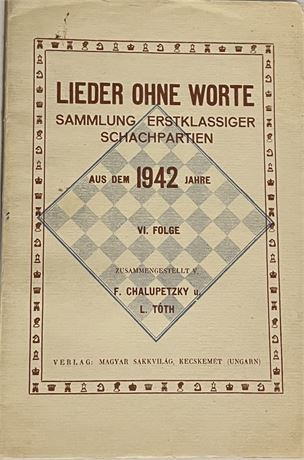 LIEDER OHNE WORTE
SAMMLUNG ERSTKLASSIGER
SCHACHPARTIEN
AUS DEM 1942 JAHRE
VI. FOLGE
ZUSAMMENGESTELLT V.
F. CHALUPETZKY u.
L. TÓTH
VERLAG: MAGYAR SAKKVILÁG, KECSKEMÉT (UNGARN)